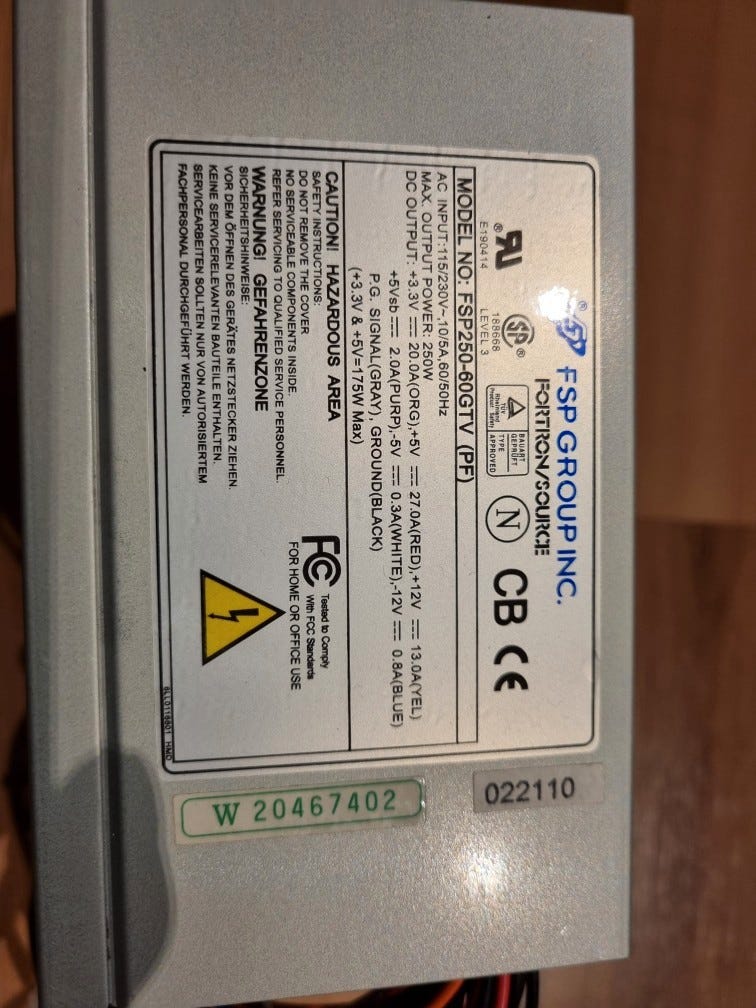 FSP GROUP INC.
FORTRON/SOURCE
E190414
188668
LEVEL 3
TÜV
Rheinland
Product Safety
BAUART
GEPRÜFT
TYPE
APPROVED
N
CB CE
MODEL NO: FSP250-60GTV (PF)
AC INPUT:115/230V~,10/5A,60/50Hz
MAX. OUTPUT POWER: 250W
DC OUTPUT: +3.3V ⎓ 20.0A(ORG),+5V ⎓ 27.0A(RED),+12V ⎓ 13.0A(YEL)
+5Vsb ⎓ 2.0A(PURP),-5V ⎓ 0.3A(WHITE),-12V ⎓ 0.8A(BLUE)
P.G. SIGNAL(GRAY), GROUND(BLACK)
(+3.3V & +5V=175W Max)
CAUTION! HAZARDOUS AREA
SAFETY INSTRUCTIONS:
DO NOT REMOVE THE COVER
NO SERVICEABLE COMPONENTS INSIDE.
REFER SERVICING TO QUALIFIED SERVICE PERSONNEL.
WARNUNG! GEFAHRENZONE
SICHERHEITSHINWEISE:
VOR DEM ÖFFNEN DES GERÄTES NETZSTECKER ZIEHEN.
KEINE SERVICERELEVANTEN BAUTEILE ENTHALTEN.
SERVICEARBEITEN SOLLTEN NUR VON AUTORISIERTEM
FACHPERSONAL DURCHGEFÜHRT WERDEN.
FC Tested to Comply
With FCC Standards
FOR HOME OR OFFICE USE
022110
W 20467402